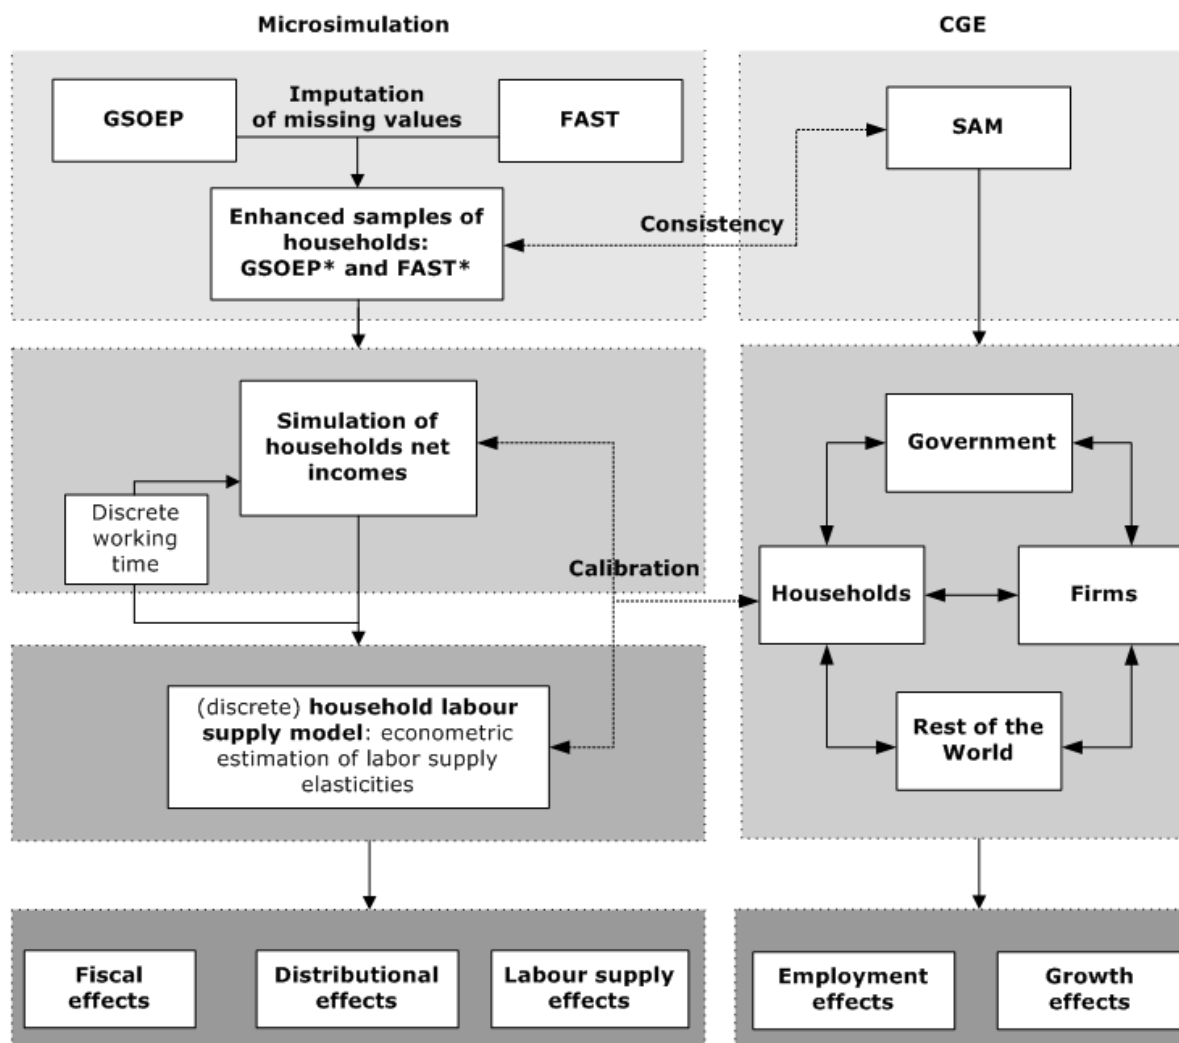 Microsimulation
CGE
GSOEP
Imputation
of missing values
FAST
SAM
Enhanced samples of
households:
GSOEP* and FAST*
Consistency
Simulation of
households net
incomes
Discrete
working
time
Calibration
Government
Households
Firms
Rest of the
World
(discrete) household labour
supply model: econometric
estimation of labor supply
elasticities
Fiscal
effects
Distributional
effects
Labour supply
effects
Employment
effects
Growth
effects